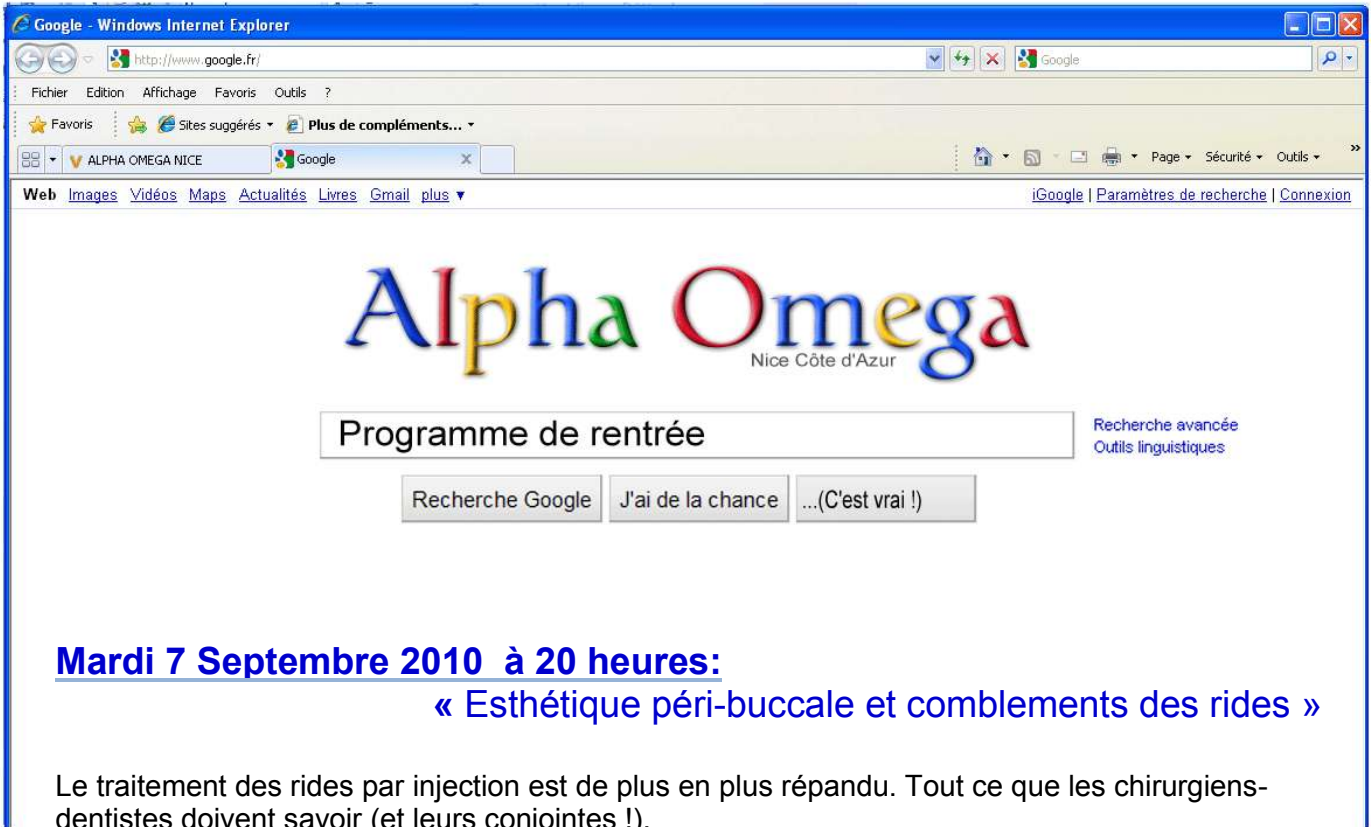 Google - Windows Internet Explorer
http://www.google.fr/
Google
Fichier Edition Affichage Favoris Outils ?
Favoris Sites suggérés Plus de compléments...
ALPHA OMEGA NICE Google Page Sécurité Outils
Web Images Vidéos Maps Actualités Livres Gmail plus ▼ iGoogle | Paramètres de recherche | Connexion
Alpha Omega
Nice Côte d'Azur
Programme de rentrée
Recherche avancée
Outils linguistiques
Recherche Google J'ai de la chance ...(C'est vrai !)
Mardi 7 Septembre 2010 à 20 heures:
« Esthétique péri-buccale et comblements des rides »
Le traitement des rides par injection est de plus en plus répandu. Tout ce que les chirurgiens-
dentistes doivent savoir (et leurs conjointes !).